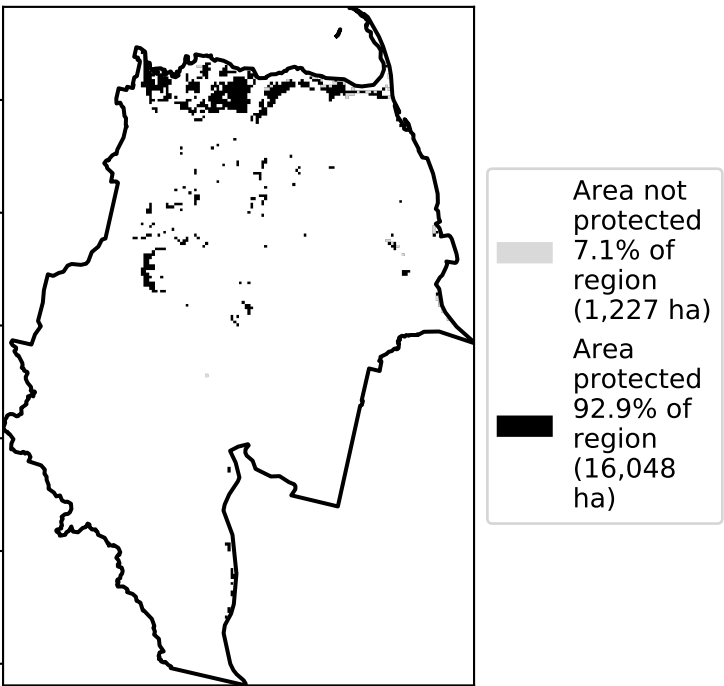 Area not
protected
7.1% of
region
(1,227 ha)
Area
protected
92.9% of
region
(16,048
ha)